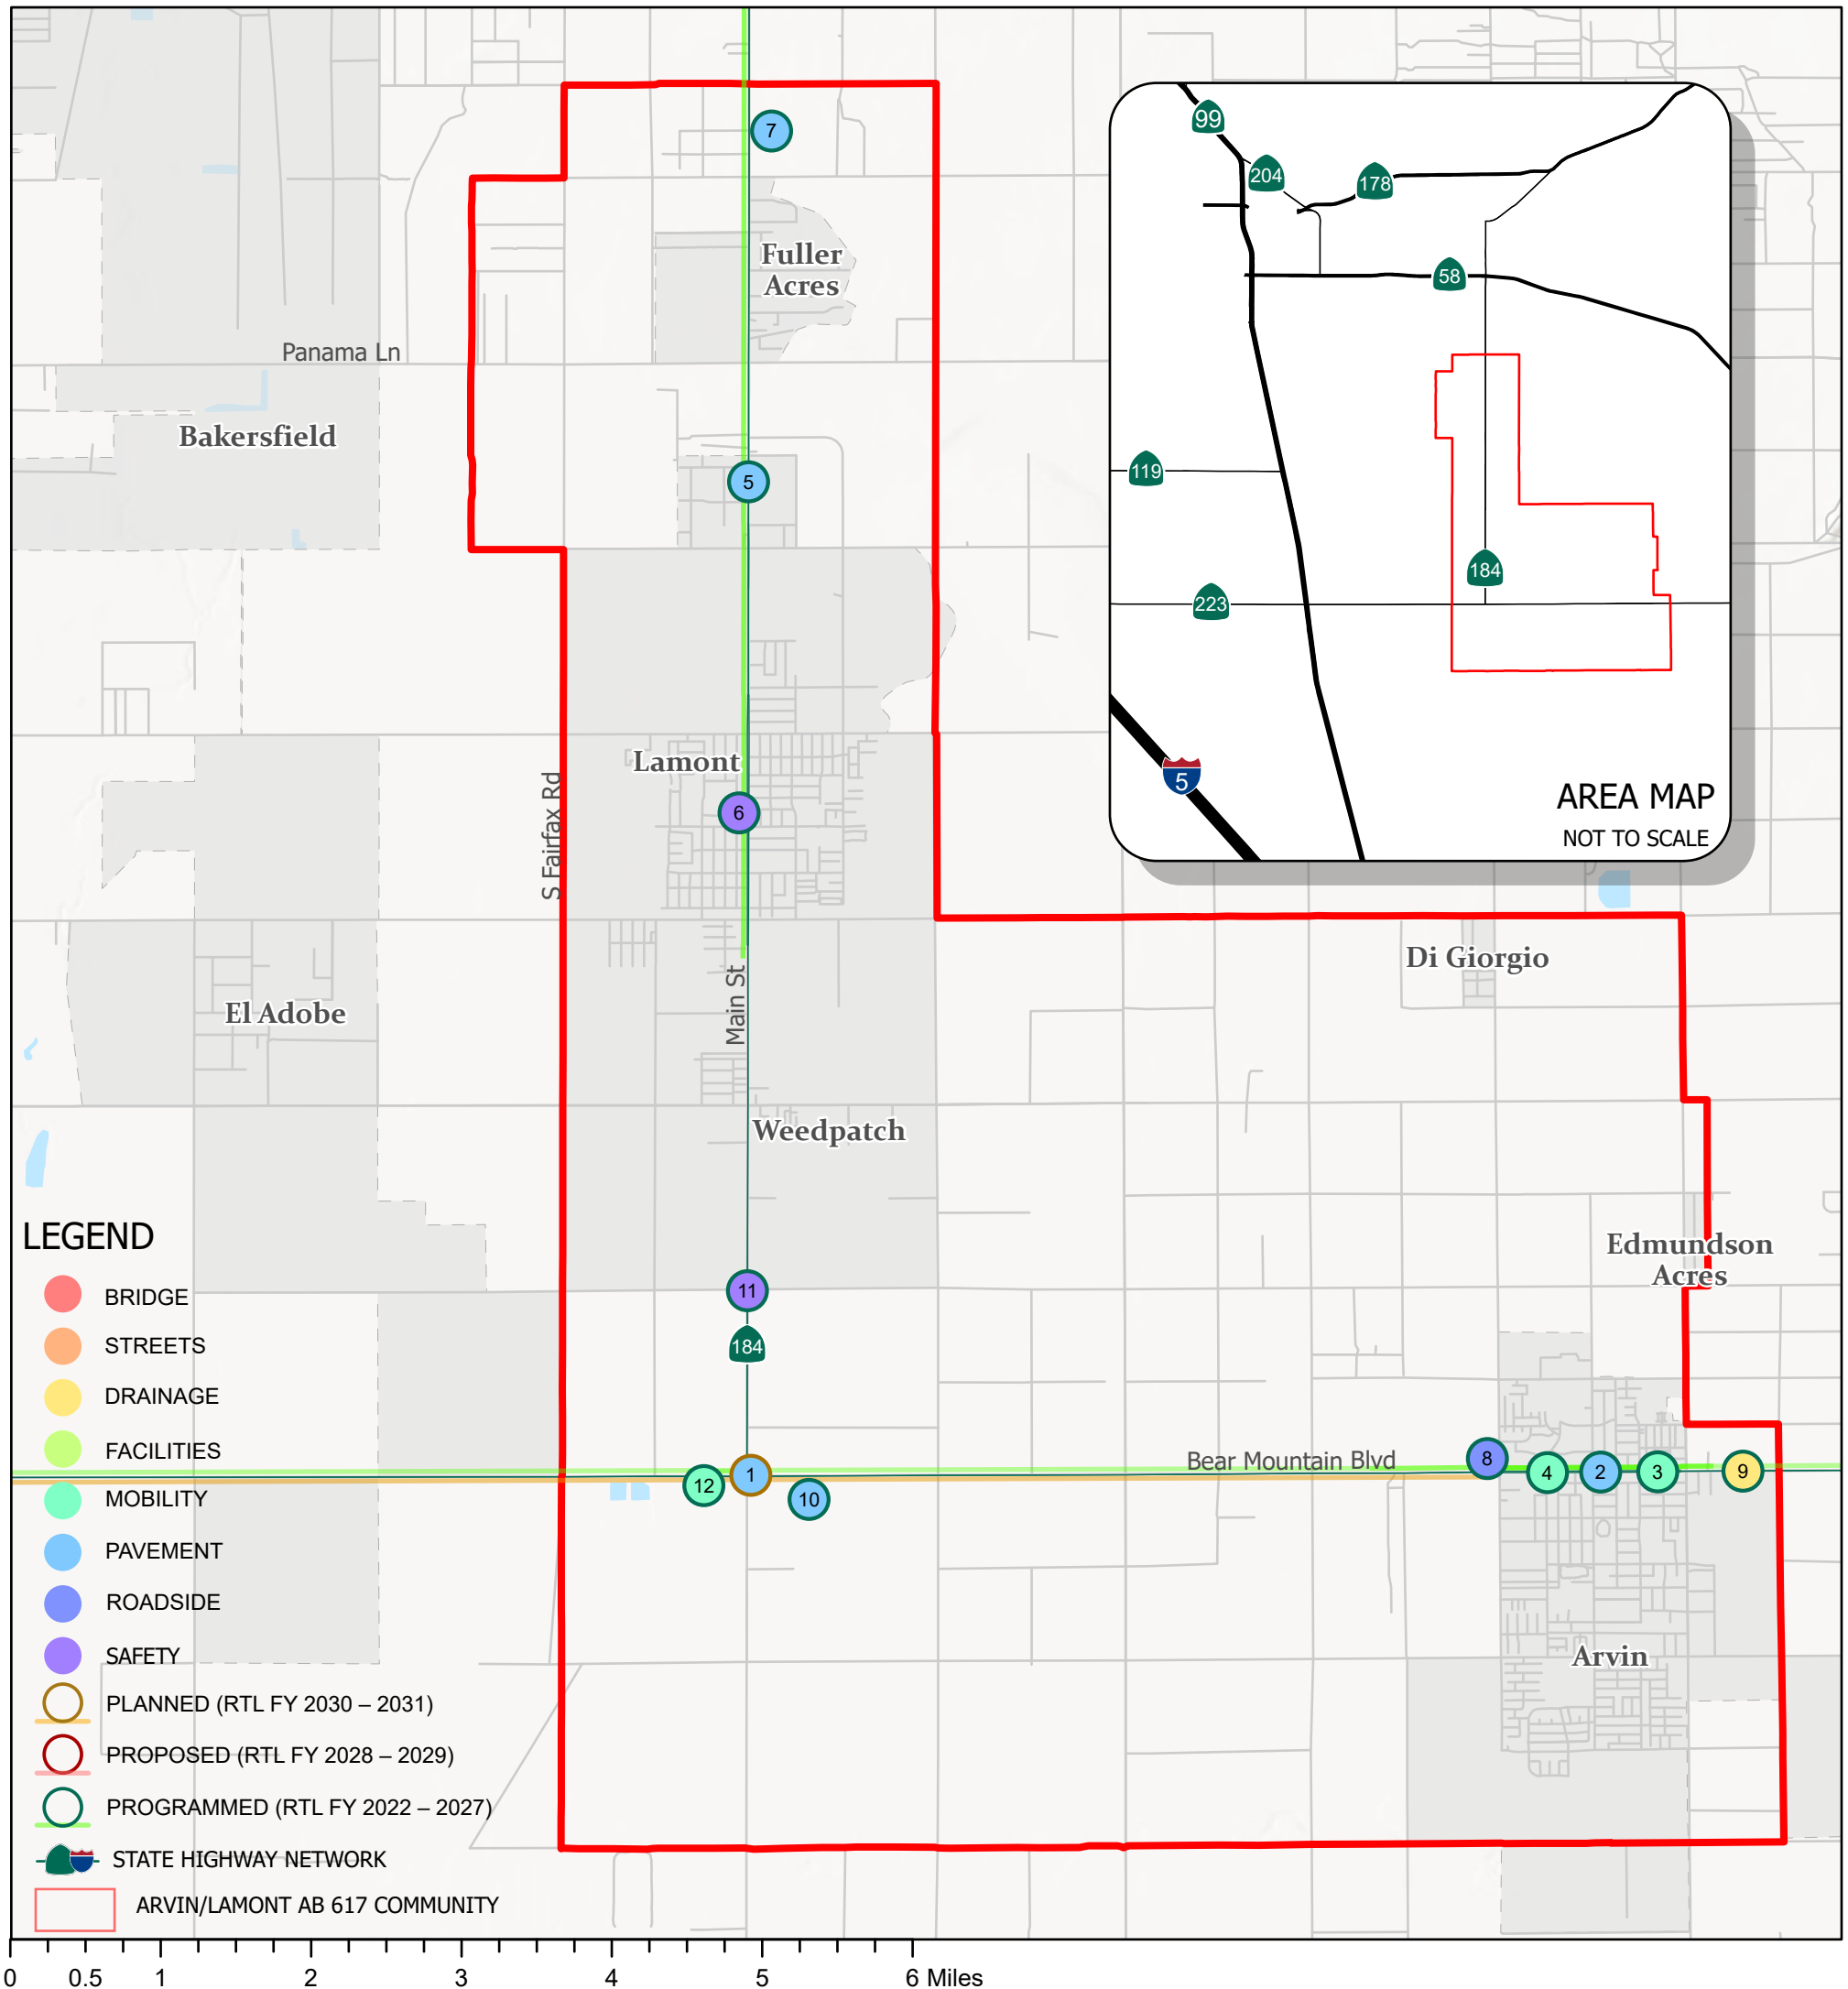 7
Fuller
Acres
Panama Ln
Bakersfield
5
Lamont
6
S Fairfax Rd
Main St
El Adobe
Weedpatch
Di Giorgio
Edmundson
Acres
11
184
Bear Mountain Blvd
12
1
10
8
4
2
3
9
Arvin
99
204
178
58
119
184
223
5
AREA MAP
NOT TO SCALE
LEGEND
BRIDGE
STREETS
DRAINAGE
FACILITIES
MOBILITY
PAVEMENT
ROADSIDE
SAFETY
PLANNED (RTL FY 2030 – 2031)
PROPOSED (RTL FY 2028 – 2029)
PROGRAMMED (RTL FY 2022 – 2027)
STATE HIGHWAY NETWORK
ARVIN/LAMONT AB 617 COMMUNITY
0 0.5 1 2 3 4 5 6 Miles